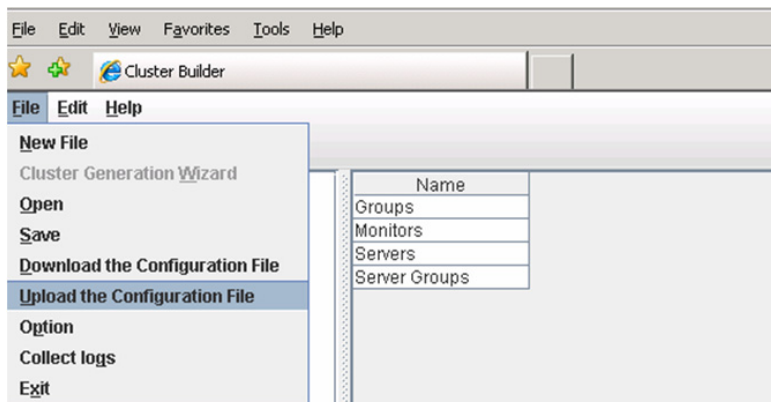 File Edit View Favorites Tools Help
Cluster Builder
File Edit Help
New File
Cluster Generation Wizard
Open
Save
Download the Configuration File
Upload the Configuration File
Option
Collect logs
Exit
Name
Groups
Monitors
Servers
Server Groups